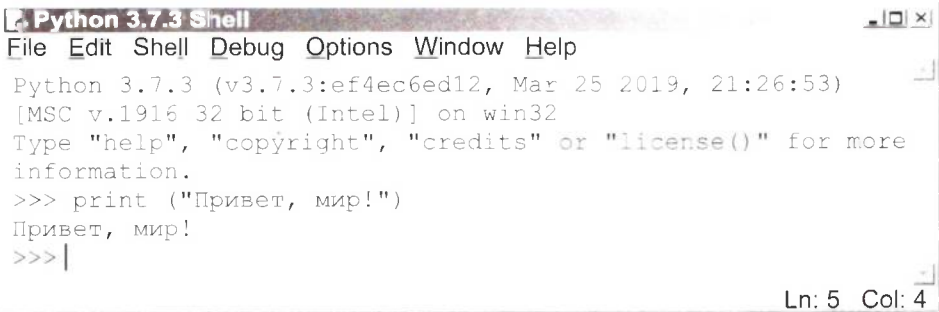 Python 3.7.3 Shell
File Edit Shell Debug Options Window Help
Python 3.7.3 (v3.7.3:ef4ec6ed12, Mar 25 2019, 21:26:53)
[MSC v.1916 32 bit (Intel)] on win32
Type "help", "copyright", "credits" or "license()" for more
information.
>>> print ("Привет, мир!")
Привет, мир!
>>>
Ln: 5 Col: 4